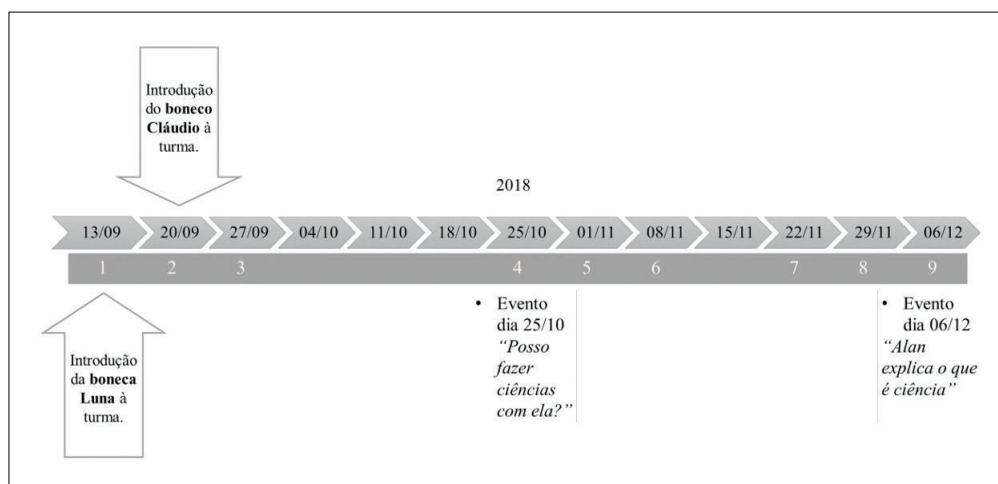 Introdução
do boneco
Cláudio à
turma.
2018
13/09 20/09 27/09 04/10 11/10 18/10 25/10 01/11 08/11 15/11 22/11 29/11 06/12
1 2 3 4 5 6 7 8 9
Introdução
da boneca
Luna à
turma.
• Evento
dia 25/10
“Posso
fazer
ciências
com ela?”
• Evento
dia 06/12
“Alan
explica o que
é ciência”